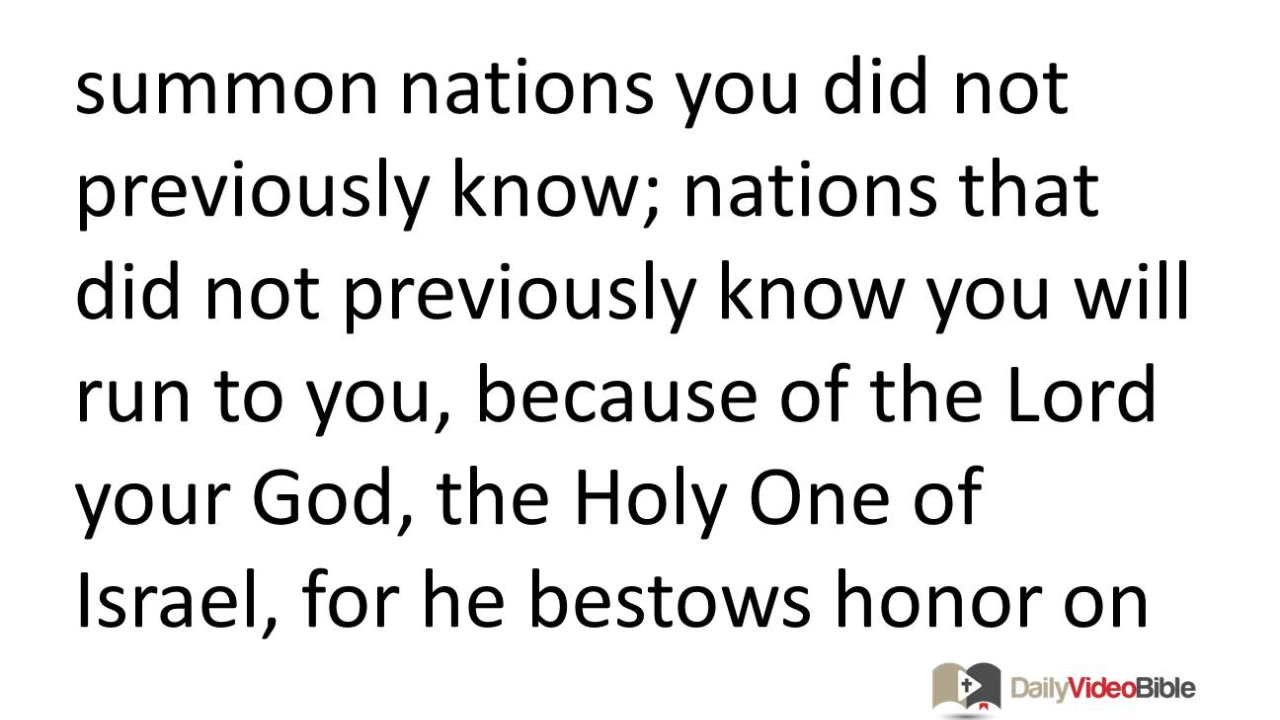 summon nations you did not
previously know; nations that
did not previously know you will
run to you, because of the Lord
your God, the Holy One of
Israel, for he bestows honor on
DailyVideoBible